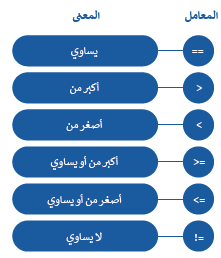 المعامل المعنى
== يساوي
> أكبر من
< أصغر من
>= أكبر من أو يساوي
<= أصغر من أو يساوي
!= لا يساوي